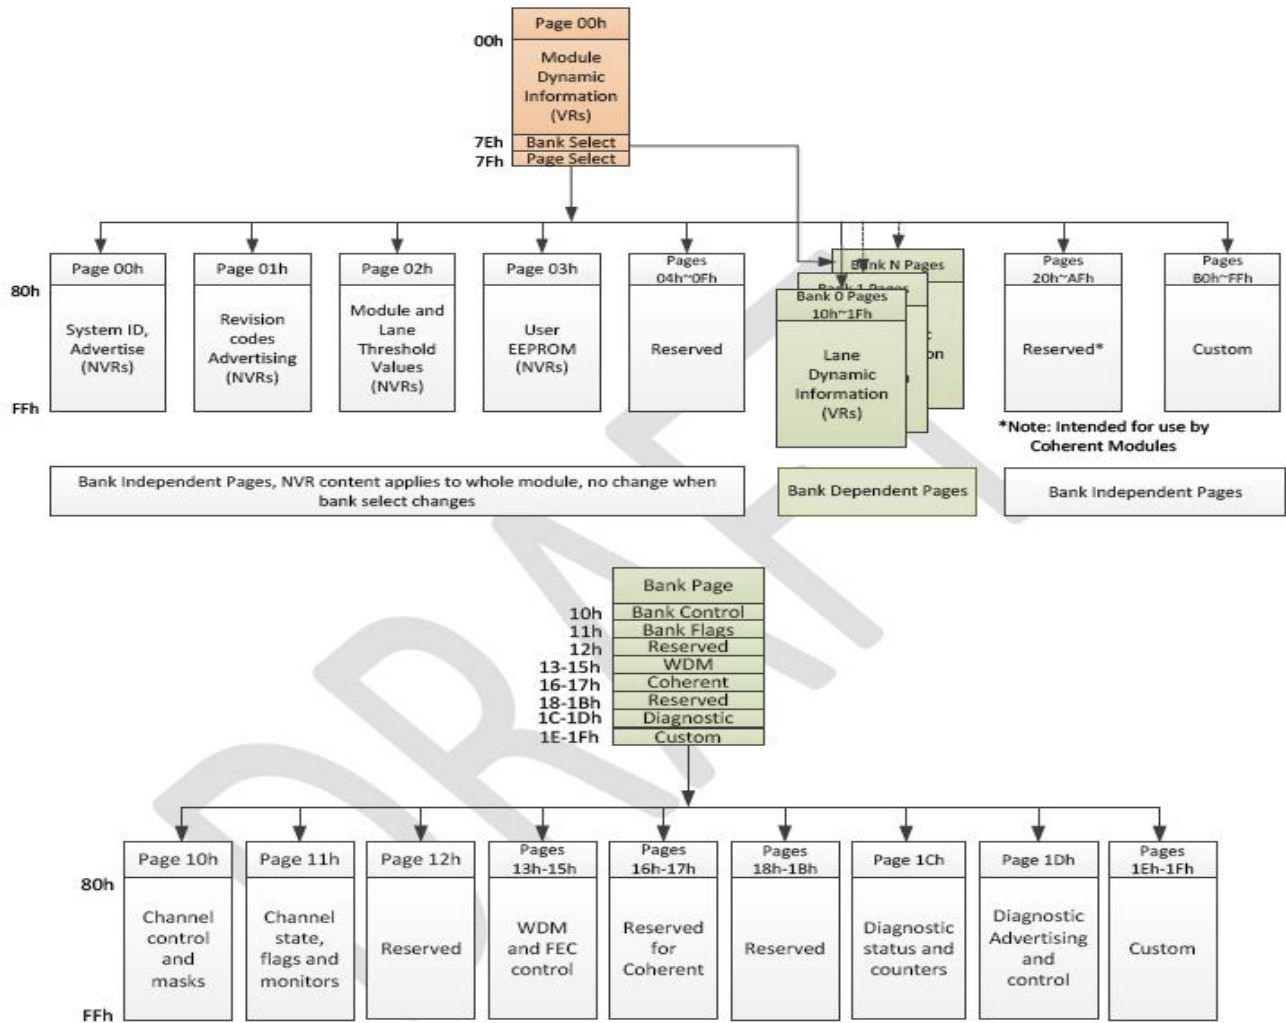 Page 00h
00h
Module
Dynamic
Information
(VRs)
7Eh
Bank Select
7Fh
Page Select
80h
FFh
Page 00h
System ID,
Advertise
(NVRs)
Page 01h
Revision
codes
Advertising
(NVRs)
Page 02h
Module and
Lane
Threshold
Values
(NVRs)
Page 03h
User
EEPROM
(NVRs)
Pages
04h~0Fh
Reserved
Bank N Pages
Bank 1 Pages
Bank 0 Pages
10h~1Fh
Lane
Dynamic
Information
(VRs)
Pages
20h~AFh
Reserved*
Pages
B0h~FFh
Custom
*Note: Intended for use by
Coherent Modules
Bank Independent Pages, NVR content applies to whole module, no change when
bank select changes
Bank Dependent Pages
Bank Independent Pages
DRAFT
Bank Page
10h
Bank Control
11h
Bank Flags
12h
Reserved
13-15h
WDM
16-17h
Coherent
18-1Bh
Reserved
1C-1Dh
Diagnostic
1E-1Fh
Custom
80h
FFh
Page 10h
Channel
control
and
masks
Page 11h
Channel
state,
flags and
monitors
Page 12h
Reserved
Pages
13h-15h
WDM
and FEC
control
Pages
16h-17h
Reserved
for
Coherent
Pages
18h-1Bh
Reserved
Page 1Ch
Diagnostic
status and
counters
Page 1Dh
Diagnostic
Advertising
and
control
Pages
1Eh-1Fh
Custom